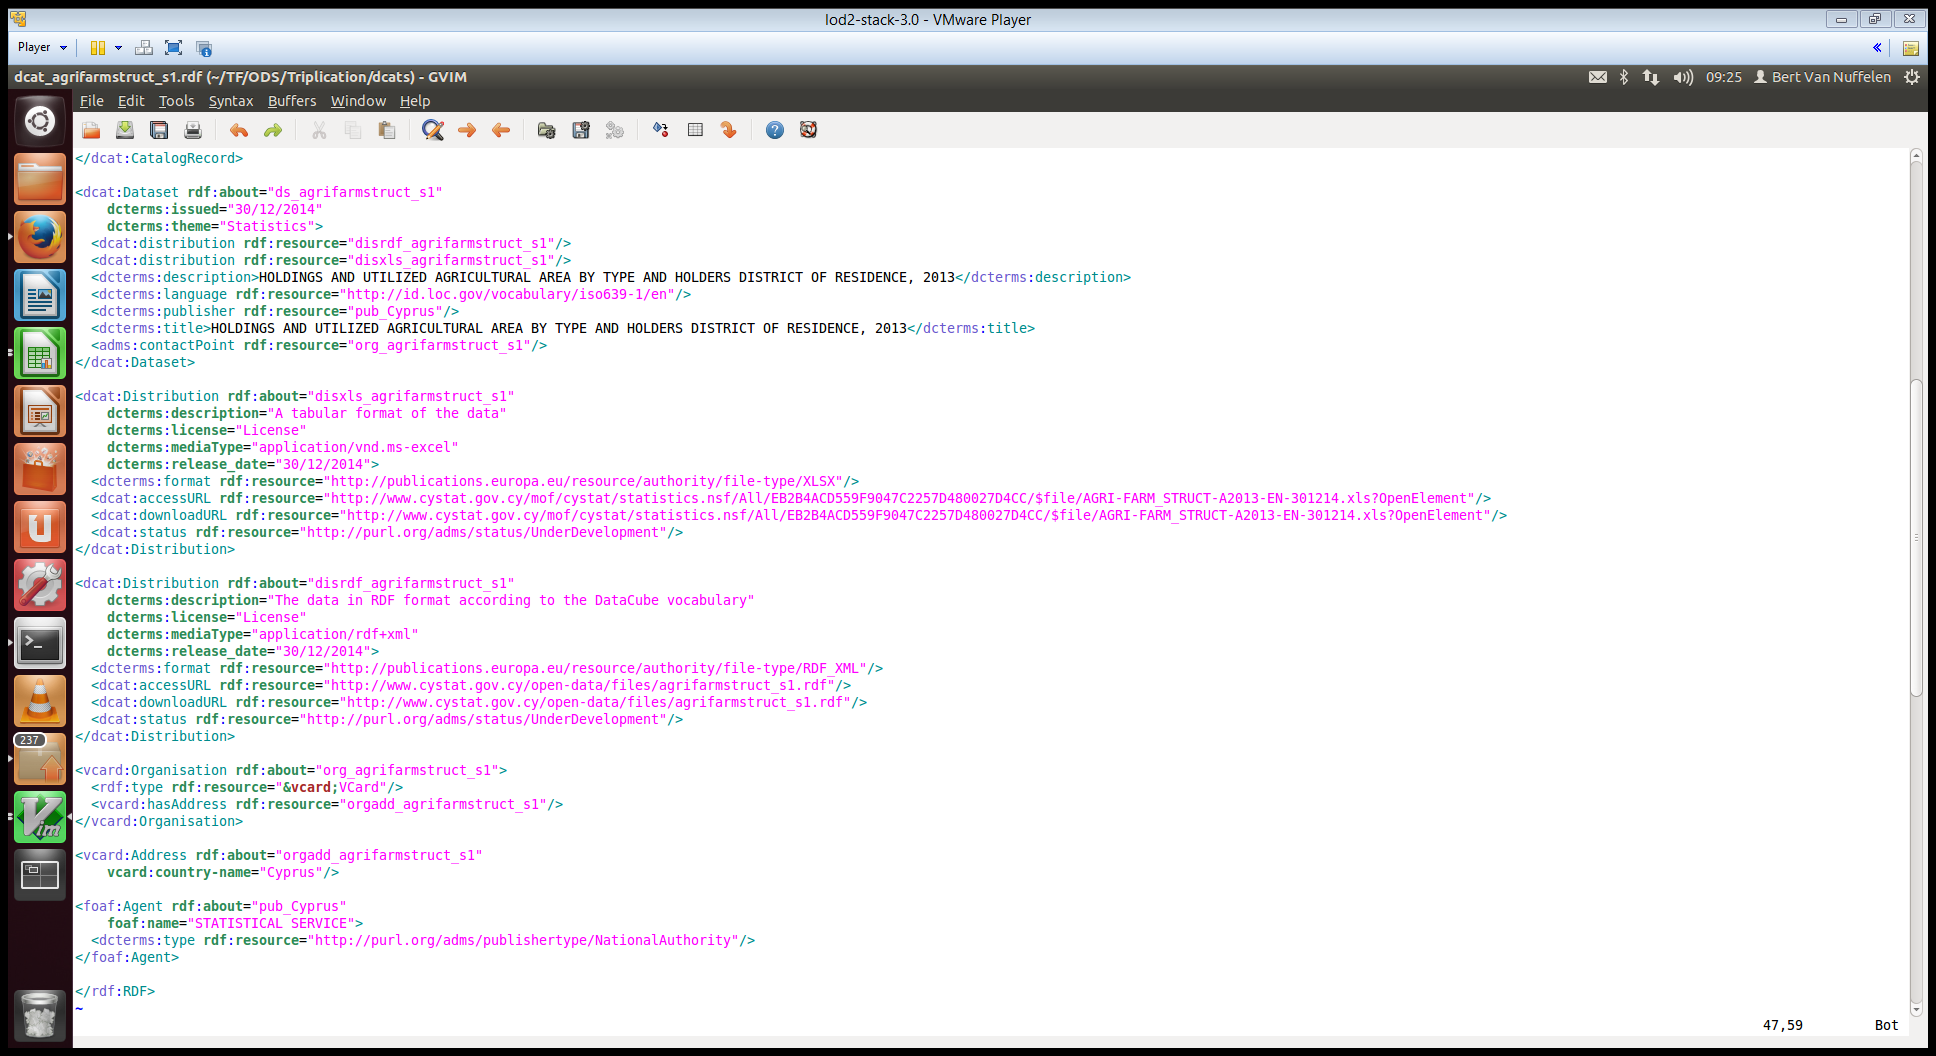 lod2-stack-3.0 - VMware Player
Player
dcat_agrifarmstruct_s1.rdf (~/TF/ODS/Triplication/dcats) - GVIM
09:25 Bert Van Nuffelen
File Edit Tools Syntax Buffers Window Help
</dcat:CatalogRecord>
<dcat:Dataset rdf:about="ds_agrifarmstruct_s1"
dcterms:issued="30/12/2014"
dcterms:theme="Statistics">
<dcat:distribution rdf:resource="disrdf_agrifarmstruct_s1"/>
<dcat:distribution rdf:resource="disxls_agrifarmstruct_s1"/>
<dcterms:description>HOLDINGS AND UTILIZED AGRICULTURAL AREA BY TYPE AND HOLDERS DISTRICT OF RESIDENCE, 2013</dcterms:description>
<dcterms:language rdf:resource="http://id.loc.gov/vocabulary/iso639-1/en"/>
<dcterms:publisher rdf:resource="pub_Cyprus"/>
<dcterms:title>HOLDINGS AND UTILIZED AGRICULTURAL AREA BY TYPE AND HOLDERS DISTRICT OF RESIDENCE, 2013</dcterms:title>
<adms:contactPoint rdf:resource="org_agrifarmstruct_s1"/>
</dcat:Dataset>
<dcat:Distribution rdf:about="disxls_agrifarmstruct_s1"
dcterms:description="A tabular format of the data"
dcterms:license="License"
dcterms:mediaType="application/vnd.ms-excel"
dcterms:release_date="30/12/2014">
<dcterms:format rdf:resource="http://publications.europa.eu/resource/authority/file-type/XLSX"/>
<dcat:accessURL rdf:resource="http://www.cystat.gov.cy/mof/cystat/statistics.nsf/All/EB2B4ACD559F9047C2257D480027D4CC/$file/AGRI-FARM_STRUCT-A2013-EN-301214.xls?OpenElement"/>
<dcat:downloadURL rdf:resource="http://www.cystat.gov.cy/mof/cystat/statistics.nsf/All/EB2B4ACD559F9047C2257D480027D4CC/$file/AGRI-FARM_STRUCT-A2013-EN-301214.xls?OpenElement"/>
<dcat:status rdf:resource="http://purl.org/adms/status/UnderDevelopment"/>
</dcat:Distribution>
<dcat:Distribution rdf:about="disrdf_agrifarmstruct_s1"
dcterms:description="The data in RDF format according to the DataCube vocabulary"
dcterms:license="License"
dcterms:mediaType="application/rdf+xml"
dcterms:release_date="30/12/2014">
<dcterms:format rdf:resource="http://publications.europa.eu/resource/authority/file-type/RDF_XML"/>
<dcat:accessURL rdf:resource="http://www.cystat.gov.cy/open-data/files/agrifarmstruct_s1.rdf"/>
<dcat:downloadURL rdf:resource="http://www.cystat.gov.cy/open-data/files/agrifarmstruct_s1.rdf"/>
<dcat:status rdf:resource="http://purl.org/adms/status/UnderDevelopment"/>
</dcat:Distribution>
237
<vcard:Organisation rdf:about="org_agrifarmstruct_s1">
<rdf:type rdf:resource="&vcard;VCard"/>
<vcard:hasAddress rdf:resource="orgadd_agrifarmstruct_s1"/>
</vcard:Organisation>
<vcard:Address rdf:about="orgadd_agrifarmstruct_s1"
vcard:country-name="Cyprus"/>
<foaf:Agent rdf:about="pub_Cyprus"
foaf:name="STATISTICAL SERVICE">
<dcterms:type rdf:resource="http://purl.org/adms/publishertype/NationalAuthority"/>
</foaf:Agent>
</rdf:RDF>
~
47,59 Bot